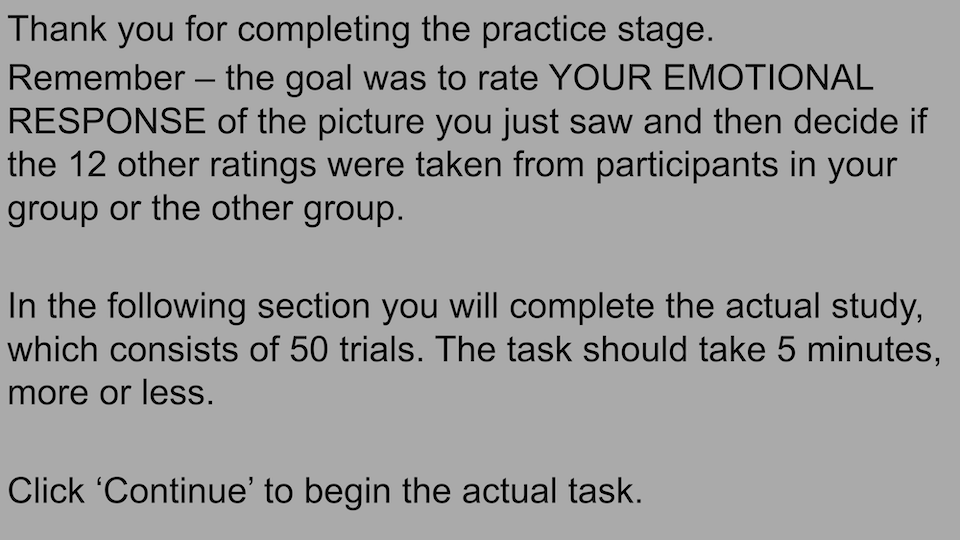 Thank you for completing the practice stage.
Remember – the goal was to rate YOUR EMOTIONAL
RESPONSE of the picture you just saw and then decide if
the 12 other ratings were taken from participants in your
group or the other group.
In the following section you will complete the actual study,
which consists of 50 trials. The task should take 5 minutes,
more or less.
Click ‘Continue’ to begin the actual task.